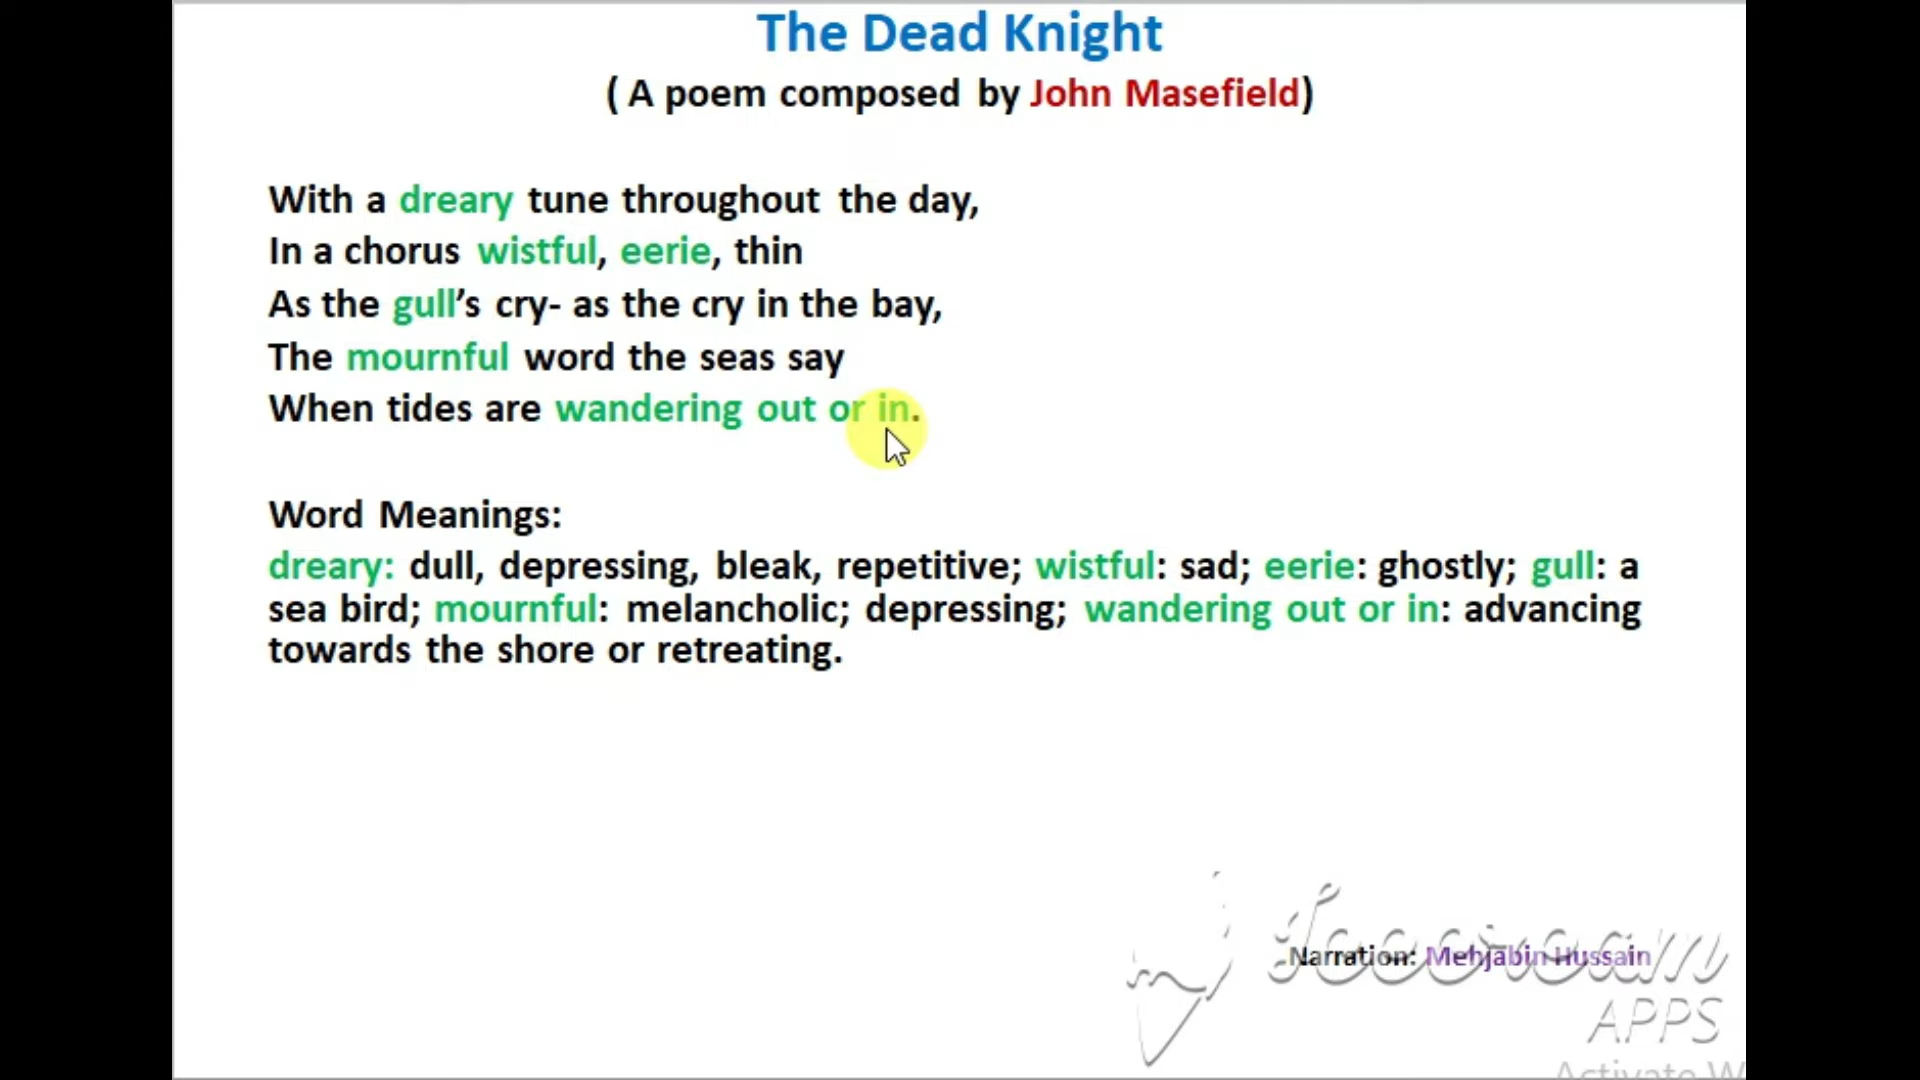 The Dead Knight
( A poem composed by John Masefield)
With a dreary tune throughout the day,
In a chorus wistful, eerie, thin
As the gull’s cry- as the cry in the bay,
The mournful word the seas say
When tides are wandering out or in.
Word Meanings:
dreary: dull, depressing, bleak, repetitive; wistful: sad; eerie: ghostly; gull: a
sea bird; mournful: melancholic; depressing; wandering out or in: advancing
towards the shore or retreating.
Narration: Mehjabin Hussain
APPS
Activate W